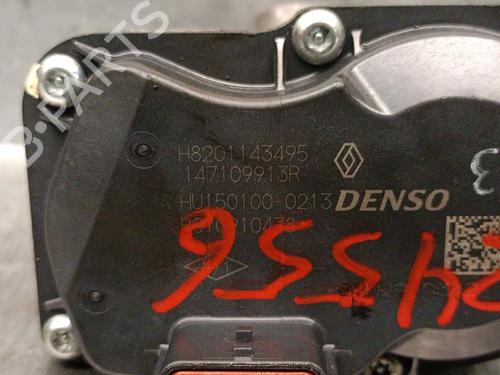 B-PARTS
H8201143495
147109913R
HU150100-0213
DENSO
3
24556